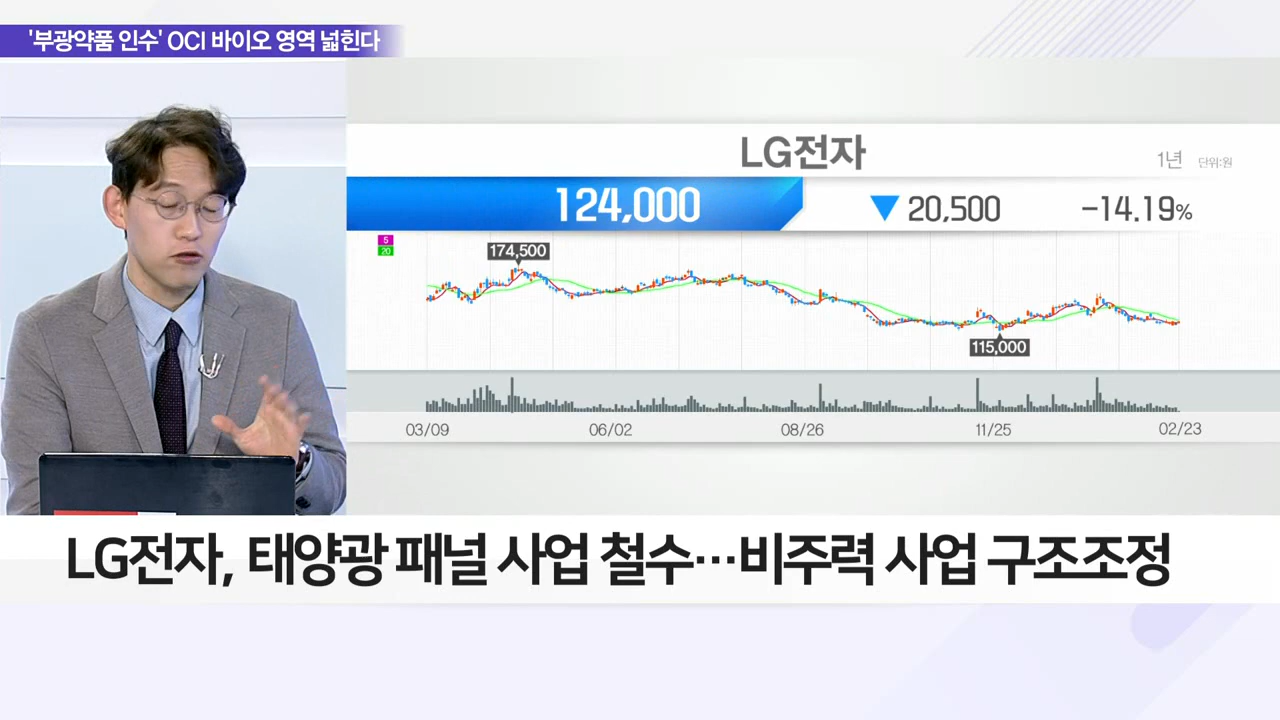 '부광약품 인수' OCI 바이오 영역 넓힌다
LG전자
1년 단위:원
124,000 ▼ 20,500 -14.19%
5
20
174,500
115,000
03/09 06/02 08/26 11/25 02/23
LG전자, 태양광 패널 사업 철수…비주력 사업 구조조정